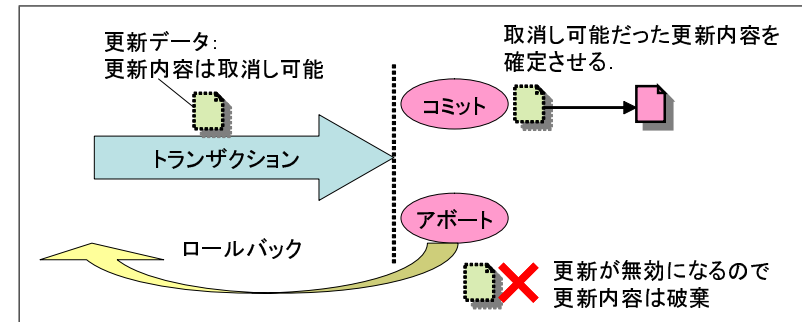 更新データ:
更新内容は取消し可能
取消し可能だった更新内容を
確定させる.
コミット
トランザクション
アボート
ロールバック
更新が無効になるので
更新内容は破棄